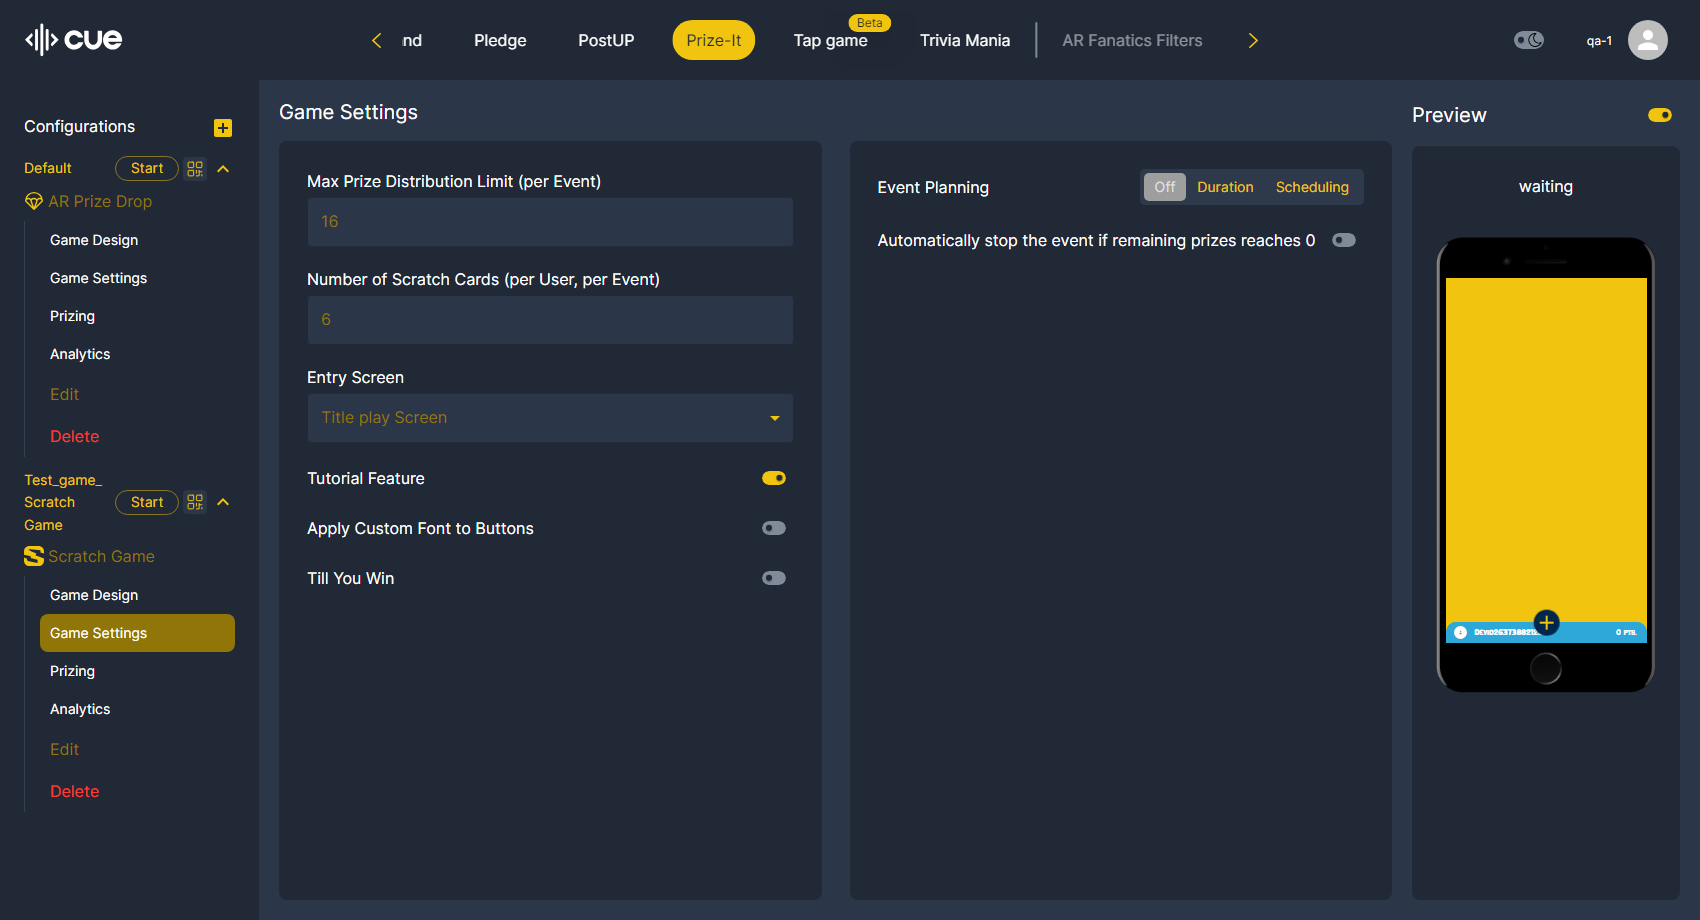 cue
nd
Pledge
PostUP
Prize-It
Beta
Tap game
Trivia Mania
AR Fanatics Filters
qa-1
Configurations
Default
Start
AR Prize Drop
Game Design
Game Settings
Prizing
Analytics
Edit
Delete
Test_game_
Scratch
Game
Start
Scratch Game
Game Design
Game Settings
Prizing
Analytics
Edit
Delete
Game Settings
Max Prize Distribution Limit (per Event)
16
Number of Scratch Cards (per User, per Event)
6
Entry Screen
Title play Screen
Tutorial Feature
Apply Custom Font to Buttons
Till You Win
Event Planning
Off
Duration
Scheduling
Automatically stop the event if remaining prizes reaches 0
Preview
waiting
0 PTS.